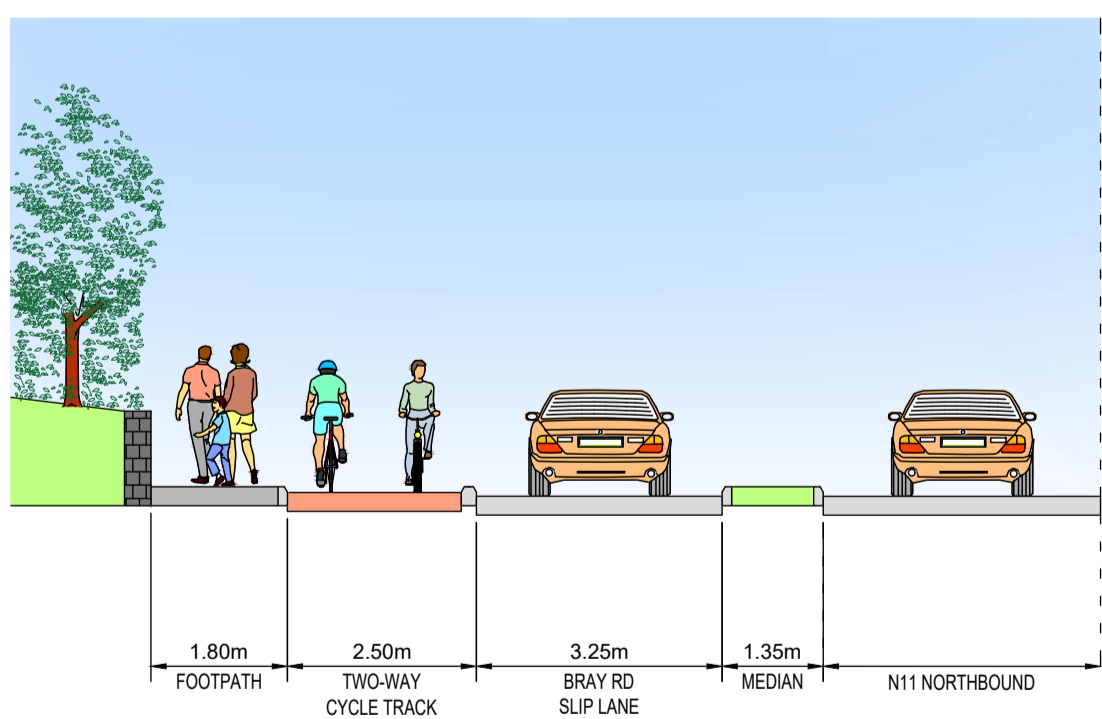 1.80m
FOOTPATH
2.50m
TWO-WAY
CYCLE TRACK
3.25m
BRAY RD
SLIP LANE
1.35m
MEDIAN
N11 NORTHBOUND